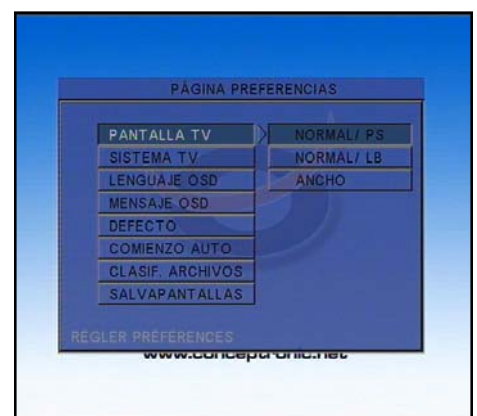 PÁGINA PREFERENCIAS
PANTALLA TV NORMAL/ PS
SISTEMA TV NORMAL/ LB
LENGUAJE OSD ANCHO
MENSAJE OSD
DEFECTO
COMIENZO AUTO
CLASIF. ARCHIVOS
SALVAPANTALLAS
RÉGLER PRÉFÉRENCES
www.conceptronic.net